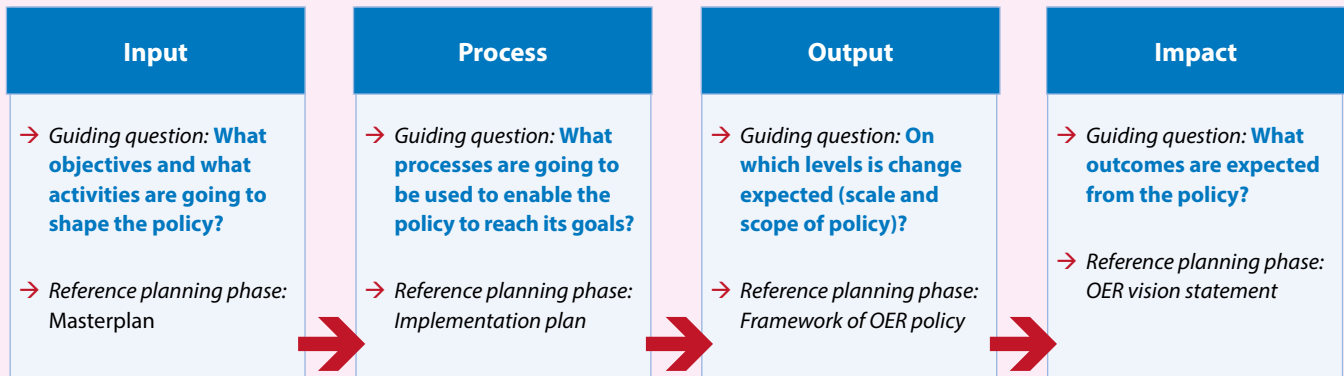 Input
→ Guiding question: What
objectives and what
activities are going to
shape the policy?
→ Reference planning phase:
Masterplan
Process
→ Guiding question: What
processes are going to
be used to enable the
policy to reach its goals?
→ Reference planning phase:
Implementation plan
Output
→ Guiding question: On
which levels is change
expected (scale and
scope of policy)?
→ Reference planning phase:
Framework of OER policy
Impact
→ Guiding question: What
outcomes are expected
from the policy?
→ Reference planning phase:
OER vision statement